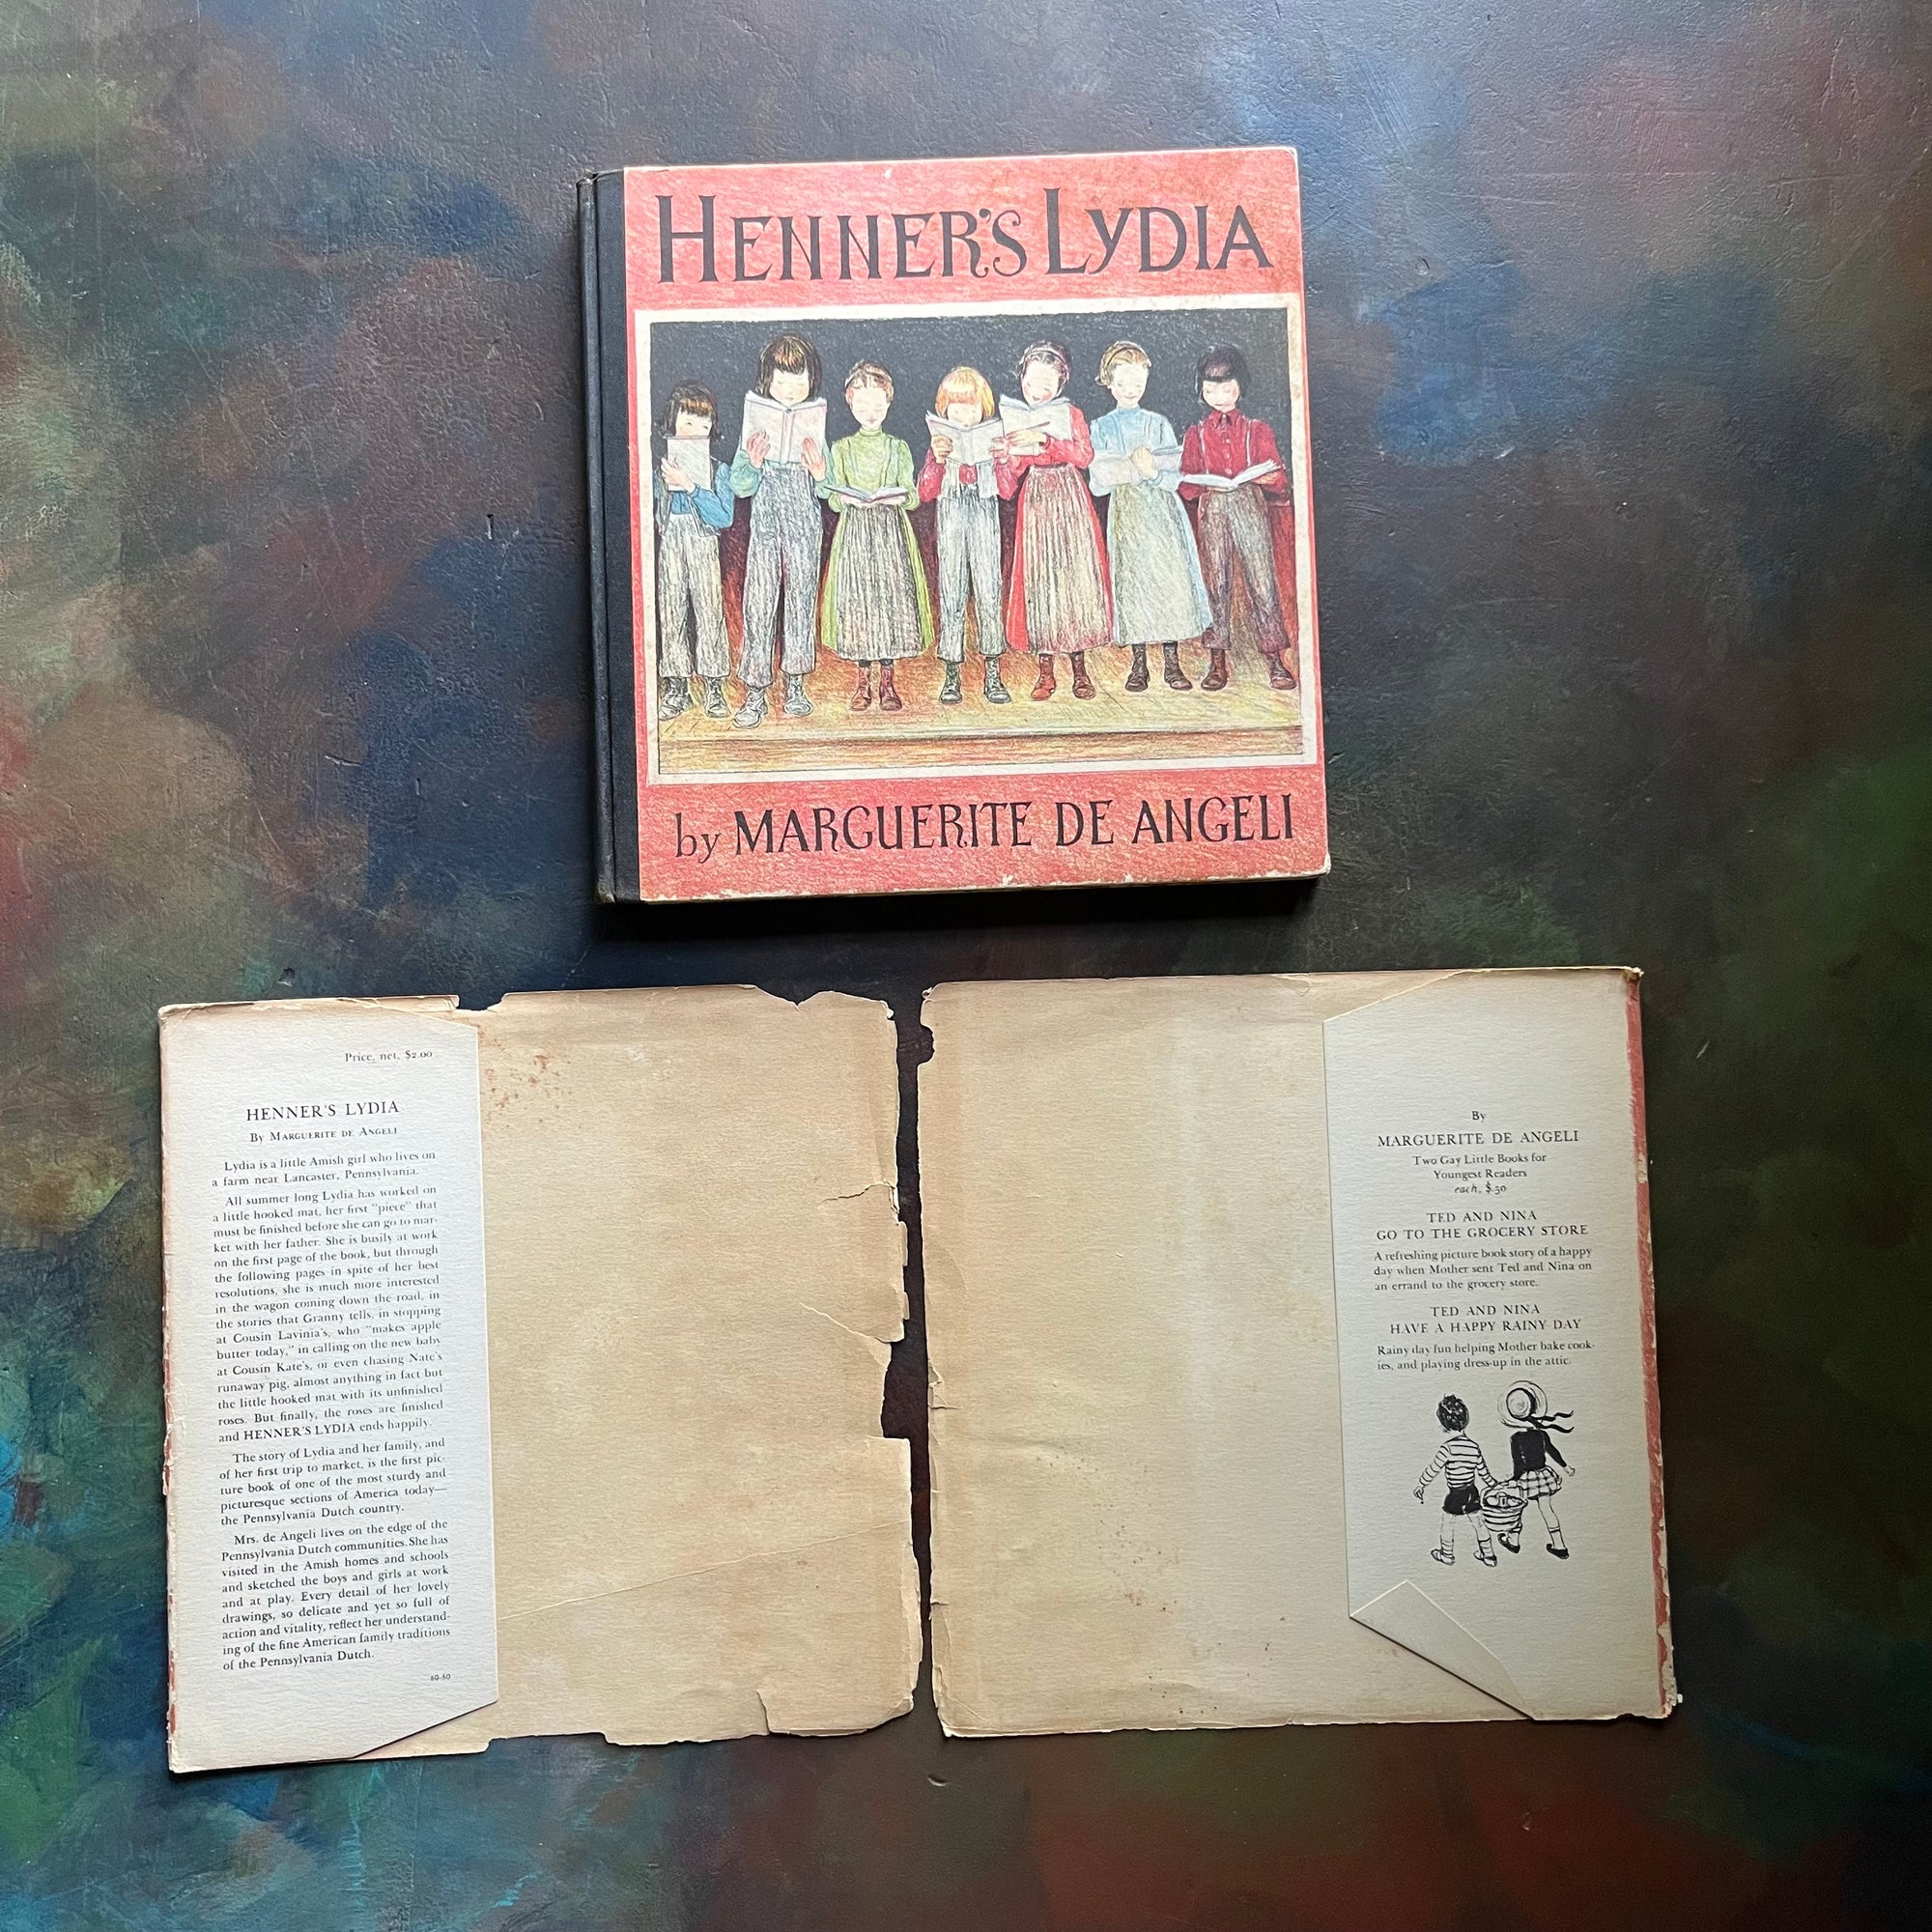 HENNER'S LYDIA
by MARGUERITE DE ANGELI
Price, net, $2.00
HENNER'S LYDIA
By MARGUERITE DE ANGELI
Lydia is a little Amish girl who lives on
a farm near Lancaster, Pennsylvania.
All summer long Lydia has worked on
a little hooked mat, her first "piece" that
must be finished before she can go to mar-
ket with her father. She is busily at work
on the first page of the book, but through
the following pages in spite of her best
resolutions, she is much more interested
in the wagon coming down the road, in
the stories that Granny tells, in stopping
at Cousin Lavinia's, who "makes apple
butter today," in calling on the new baby
at Cousin Kate's, or even chasing Nate's
runaway pig, almost anything in fact but
the little hooked mat with its unfinished
roses. But finally, the roses are finished
and HENNER'S LYDIA ends happily.
The story of Lydia and her family, and
of her first trip to market, is the first pic-
ture book of one of the most sturdy and
picturesque sections of America today—
the Pennsylvania Dutch country.
Mrs. de Angeli lives on the edge of the
Pennsylvania Dutch communities. She has
visited in the Amish homes and schools
and sketched the boys and girls at work
and at play. Every detail of her lovely
drawings, so delicate and yet so full of
action and vitality, reflect her understand-
ing of the fine American family traditions
of the Pennsylvania Dutch.
60-80
By
MARGUERITE DE ANGELI
Two Gay Little Books for
Youngest Readers
each, $.50
TED AND NINA
GO TO THE GROCERY STORE
A refreshing picture book story of a happy
day when Mother sent Ted and Nina on
an errand to the grocery store.
TED AND NINA
HAVE A HAPPY RAINY DAY
Rainy day fun helping Mother bake cook-
ies, and playing dress-up in the attic.